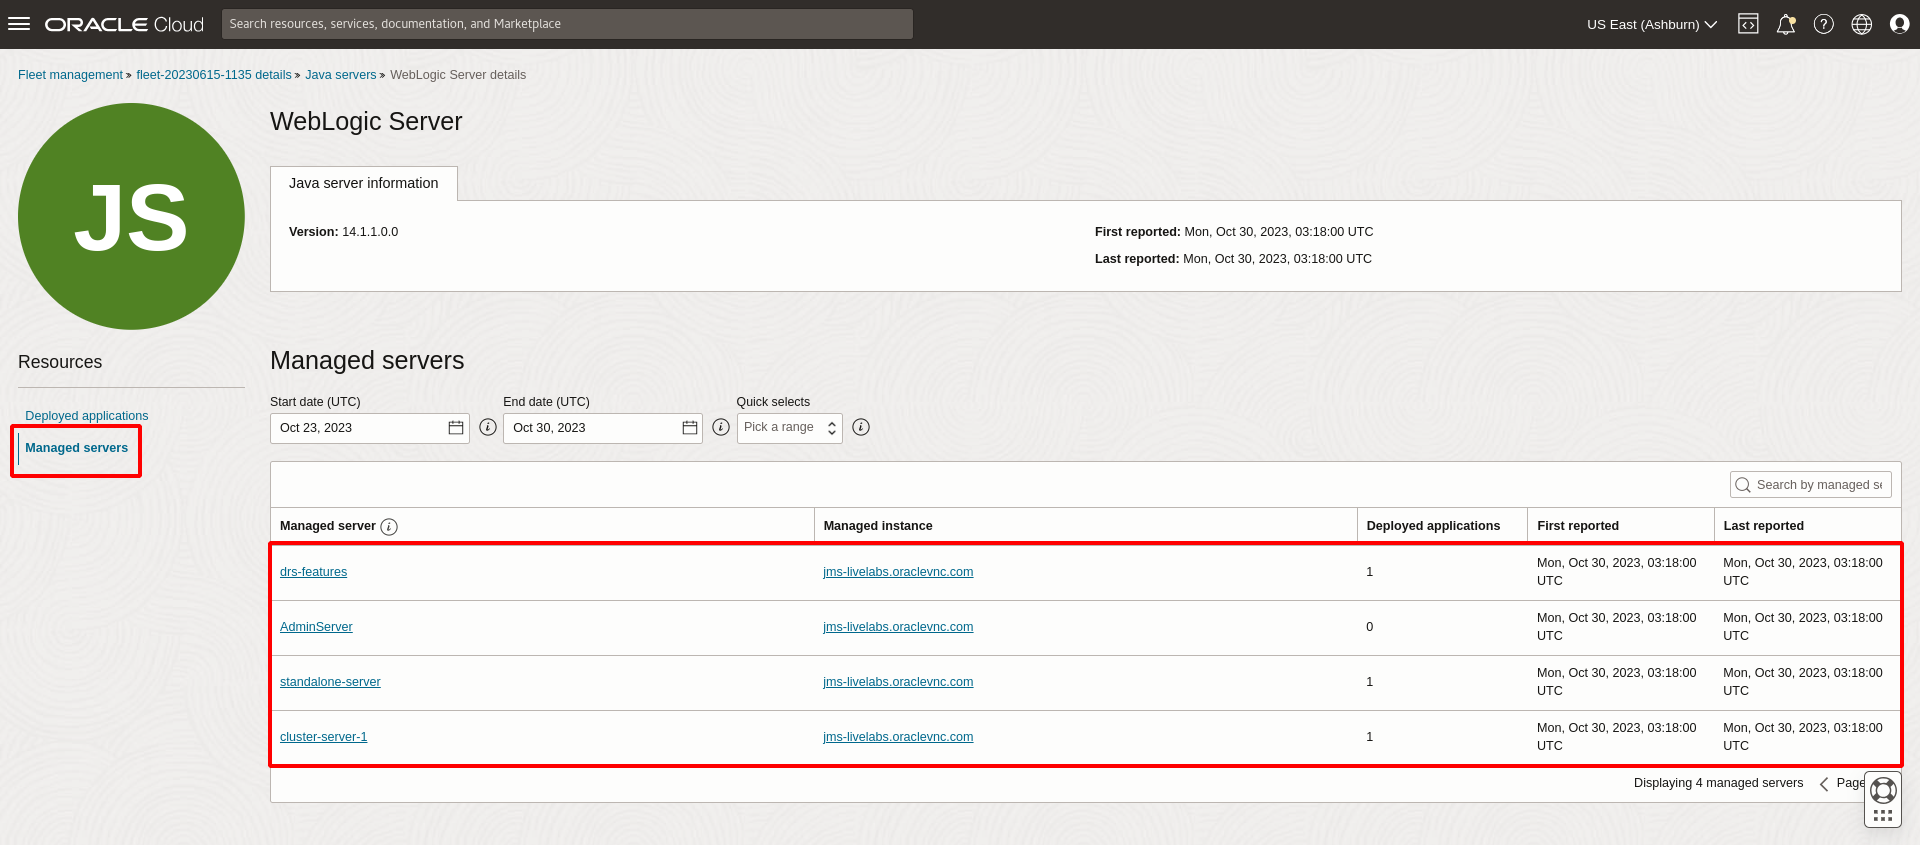 ORACLE Cloud
Search resources, services, documentation, and Marketplace
US East (Ashburn)
Fleet management » fleet-20230615-1135 details » Java servers » WebLogic Server details
JS
WebLogic Server
Java server information
Version: 14.1.1.0.0
First reported: Mon, Oct 30, 2023, 03:18:00 UTC
Last reported: Mon, Oct 30, 2023, 03:18:00 UTC
Resources
Deployed applications
Managed servers
Managed servers
Start date (UTC) End date (UTC) Quick selects
Oct 23, 2023 Oct 30, 2023 Pick a range
Search by managed se
Managed server Managed instance Deployed applications First reported Last reported
drs-features jms-livelabs.oraclevnc.com 1 Mon, Oct 30, 2023, 03:18:00 UTC Mon, Oct 30, 2023, 03:18:00 UTC
AdminServer jms-livelabs.oraclevnc.com 0 Mon, Oct 30, 2023, 03:18:00 UTC Mon, Oct 30, 2023, 03:18:00 UTC
standalone-server jms-livelabs.oraclevnc.com 1 Mon, Oct 30, 2023, 03:18:00 UTC Mon, Oct 30, 2023, 03:18:00 UTC
cluster-server-1 jms-livelabs.oraclevnc.com 1 Mon, Oct 30, 2023, 03:18:00 UTC Mon, Oct 30, 2023, 03:18:00 UTC
Displaying 4 managed servers Page